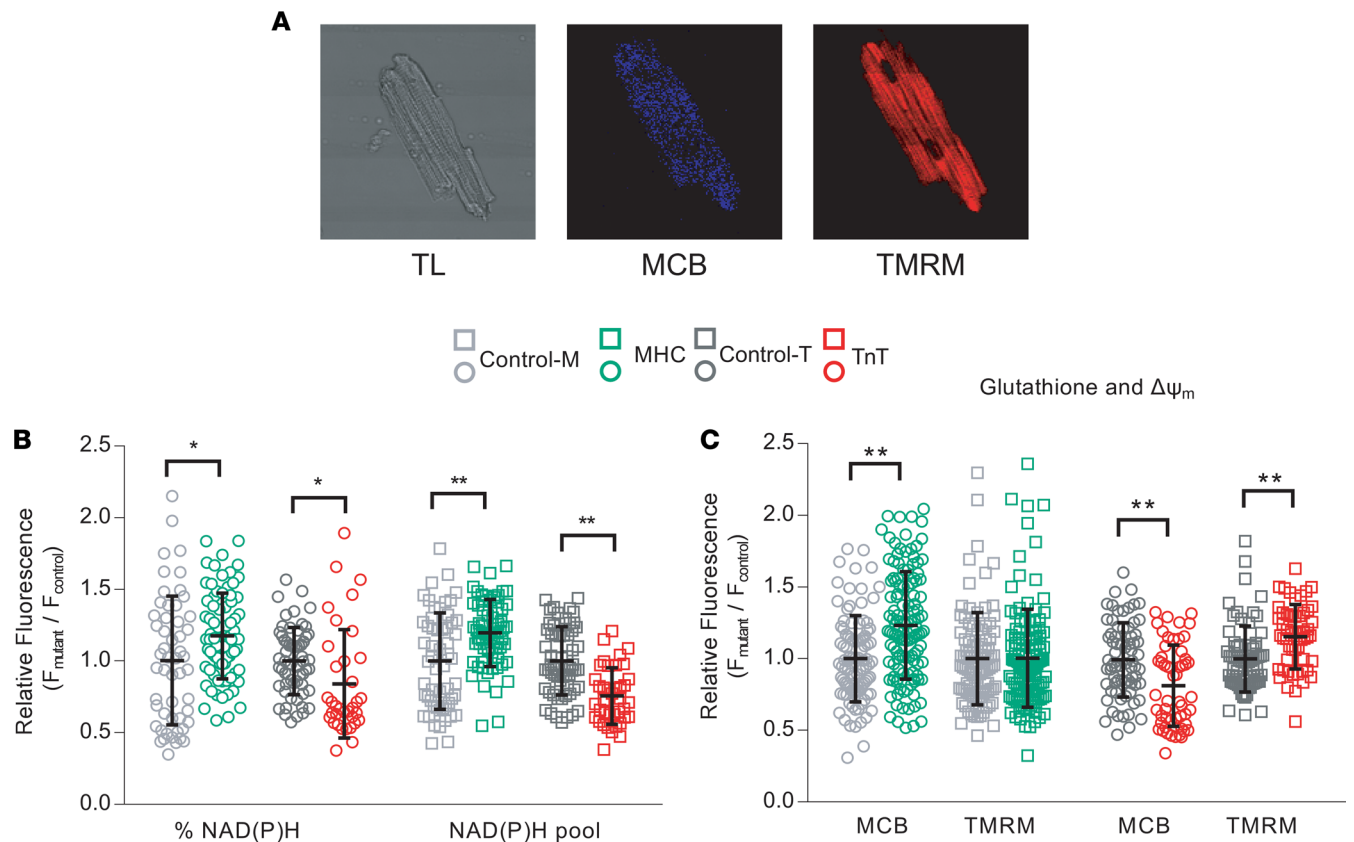 A
TL
MCB
TMRM
Control-M
MHC
Control-T
TnT
Glutathione and Δψm
B
Relative Fluorescence
(Fmutant / Fcontrol)
2.5
2.0
1.5
1.0
0.5
0.0
*
*
**
**
% NAD(P)H
NAD(P)H pool
C
Relative Fluorescence
(Fmutant / Fcontrol)
2.5
2.0
1.5
1.0
0.5
0.0
**
**
**
MCB
TMRM
MCB
TMRM